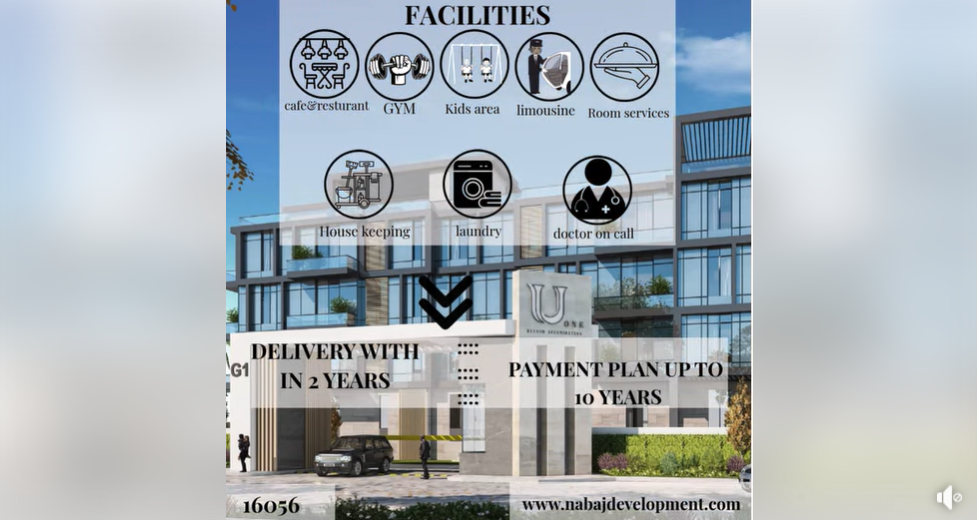 FACILITIES
cafe&resturant
GYM
Kids area
limousine
Room services
House keeping
laundry
doctor on call
U
ONE
DELIVERY WITH
IN 2 YEARS
PAYMENT PLAN UP TO
10 YEARS
G1
16056
www.nabajdevelopment.com